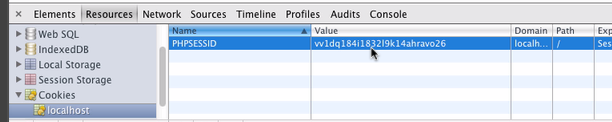 Elements Resources Network Sources Timeline Profiles Audits Console
Name Value Domain Path Exp
Web SQL
PHPSESSID vv1dq184i1832l9k14ahravo26 localh... / Ses
IndexedDB
Local Storage
Session Storage
Cookies
localhost